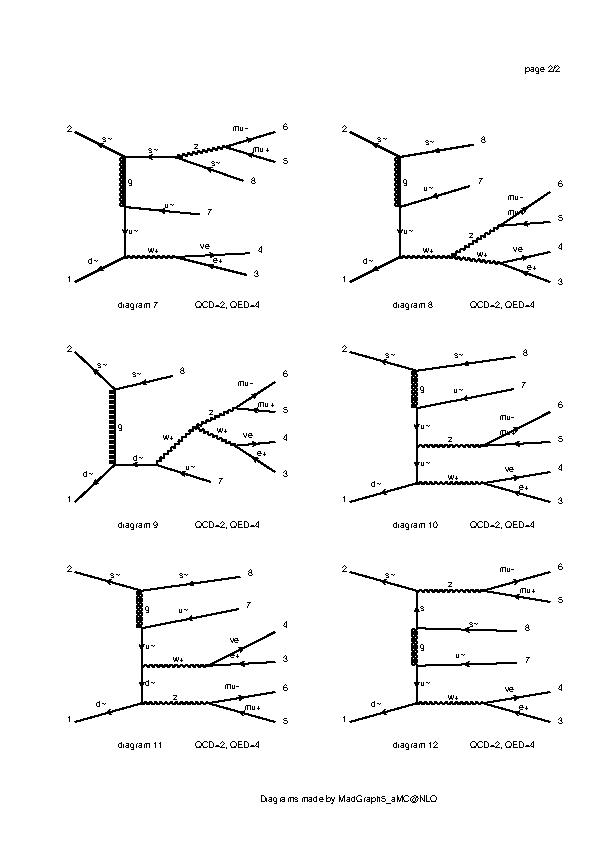 page 2/2
2 s~ s~ z mu- 6
mu+ 5
s~ 8
g
u~ 7
u~
w+ ve 4
d~ e+
1 3
diagram 7 QCD=2, QED=4
2 s~ s~ 8
g
u~ 7
mu- 6
u~ z 5
w+ ve 4
d~ w+ e+
1 3
diagram 8 QCD=2, QED=4
2 s~ s~ 8
mu- 6
z mu+ 5
g w+ w+ ve 4
d~ d~ u~ e+
1 7 3
diagram 9 QCD=2, QED=4
2 s~ s~ 8
g u~ 7
mu- 6
u~ z 5
u~
w+ ve 4
d~ e+
1 3
diagram 10 QCD=2, QED=4
2 s~ s~ 8
g u~ 7
u~ ve 4
w+ e+ 3
d~
d~ z mu- 6
mu+
1 5
diagram 11 QCD=2, QED=4
2 s~ z mu- 6
mu+ 5
s
s~ 8
g
u~ 7
u~
w+ ve 4
d~ e+
1 3
diagram 12 QCD=2, QED=4
Diagrams made by MadGraph5_aMC@NLO